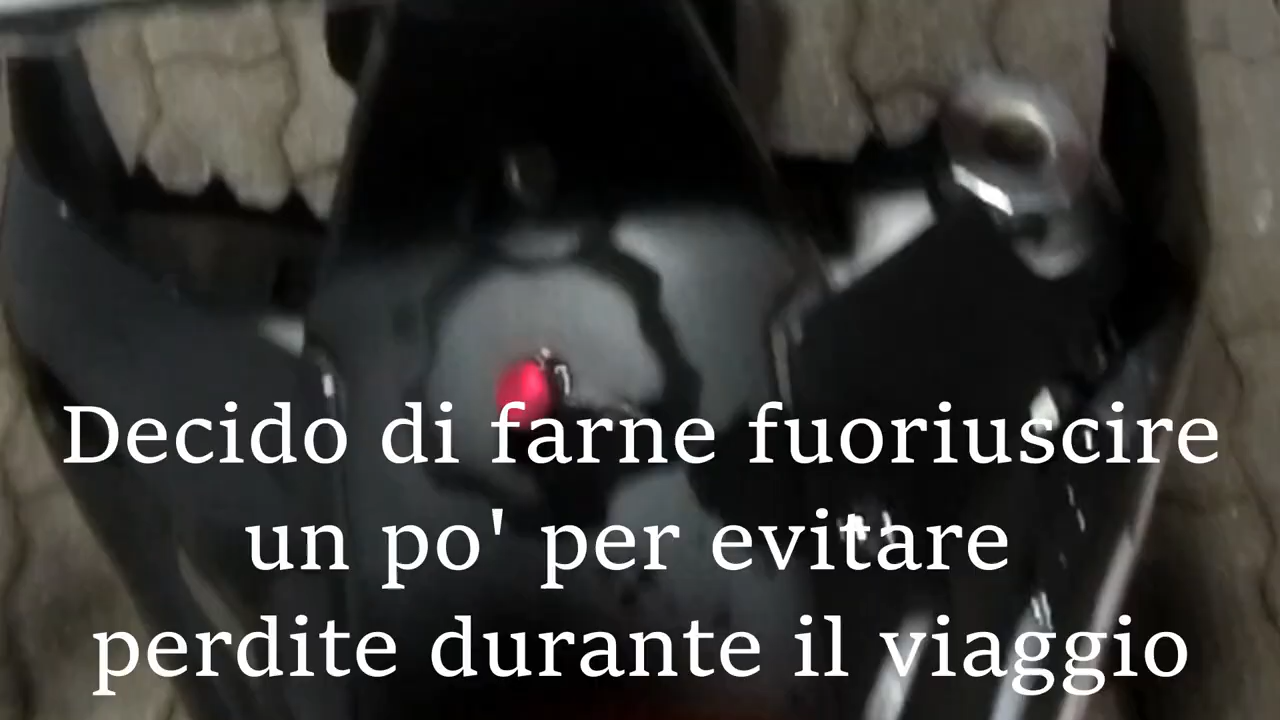 Decido di farne fuoriuscire
un po' per evitare
perdite durante il viaggio